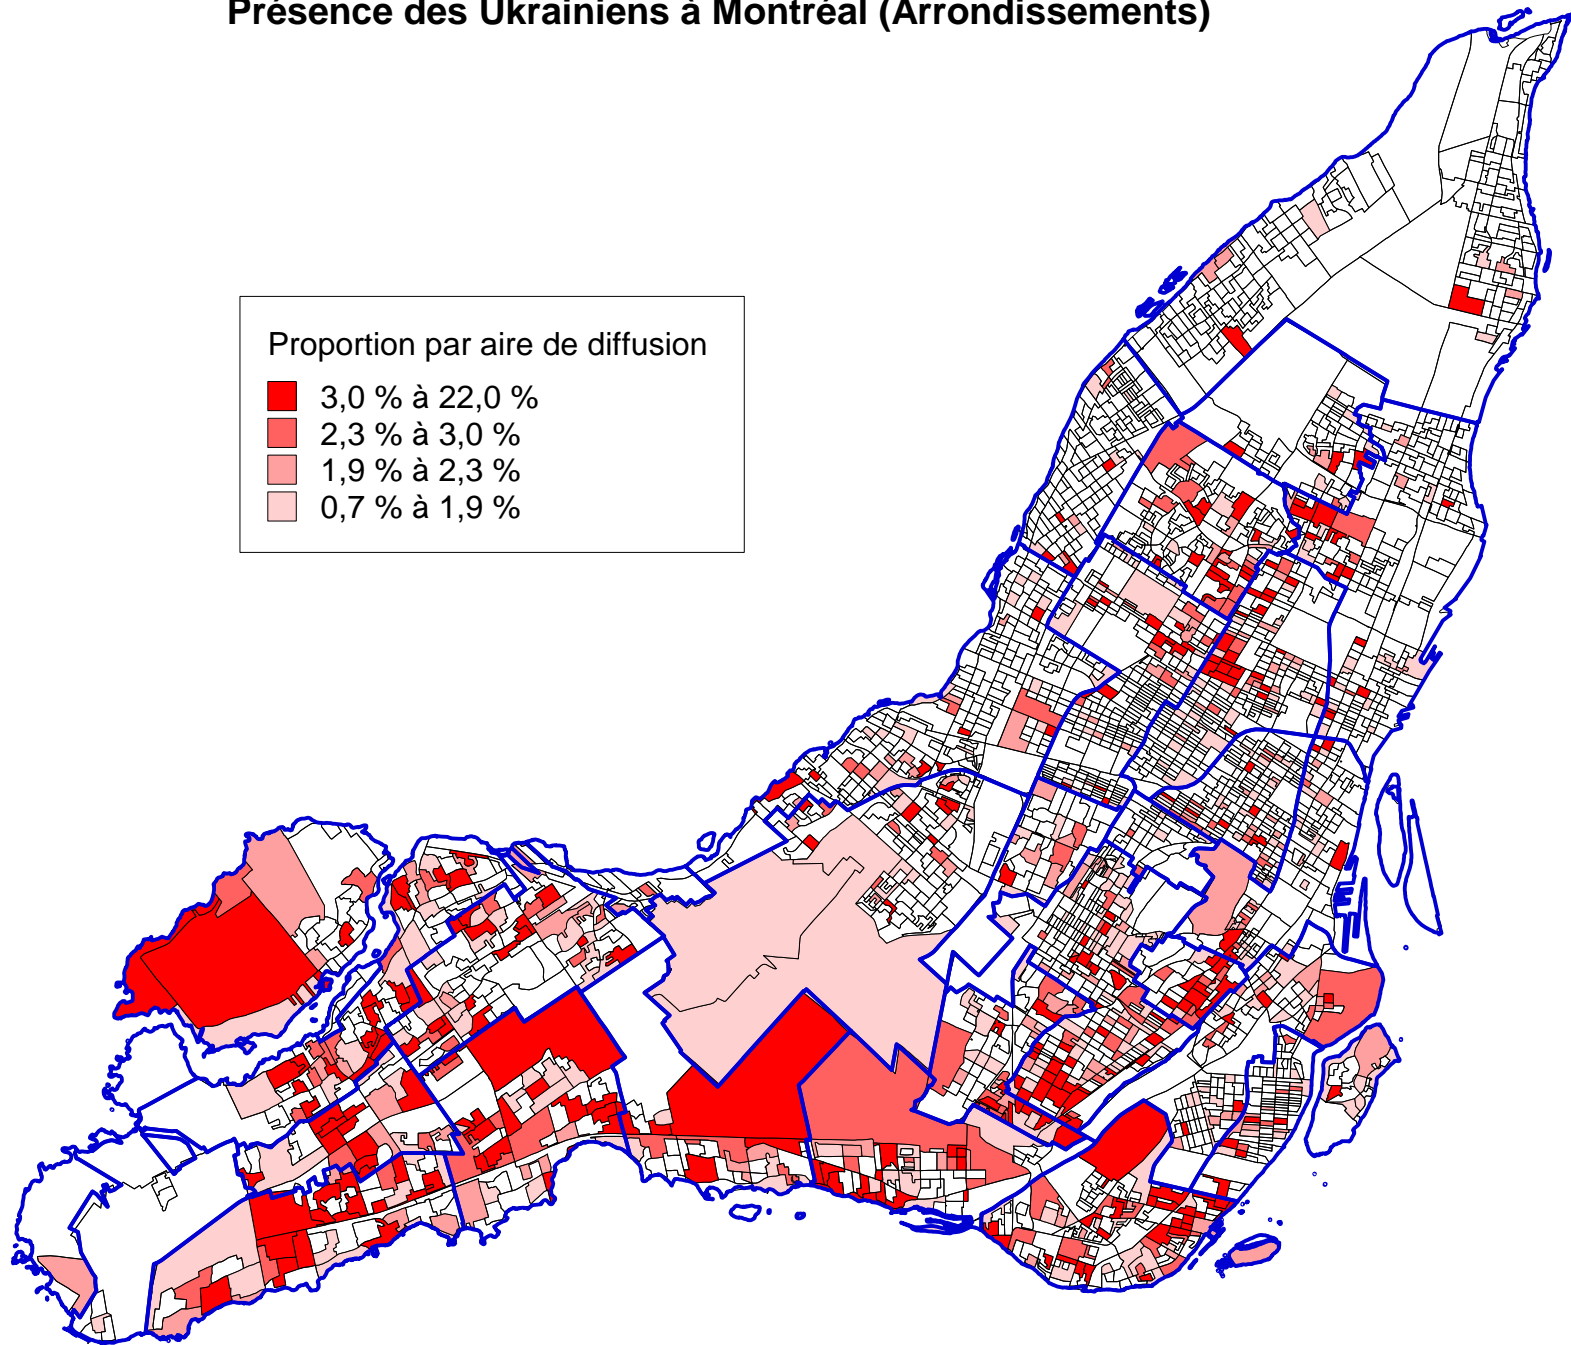 Présence des Ukrainiens à Montréal (Arrondissements)
Proportion par aire de diffusion
3,0 % à 22,0 %
2,3 % à 3,0 %
1,9 % à 2,3 %
0,7 % à 1,9 %